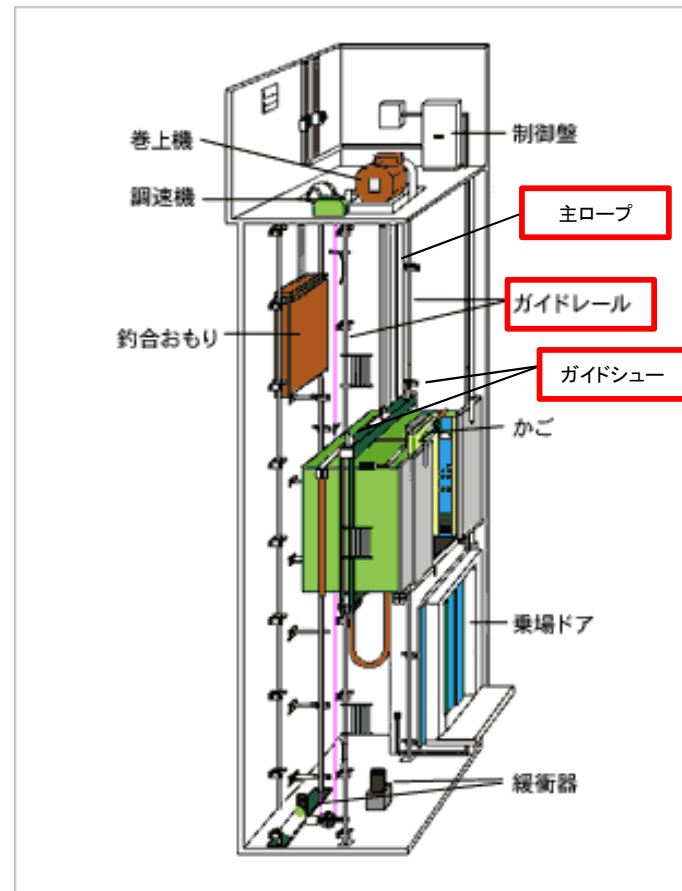 巻上機
制御盤
調速機
主ロープ
ガイドレール
釣合おもり
ガイドシュー
かご
乗場ドア
緩衝器